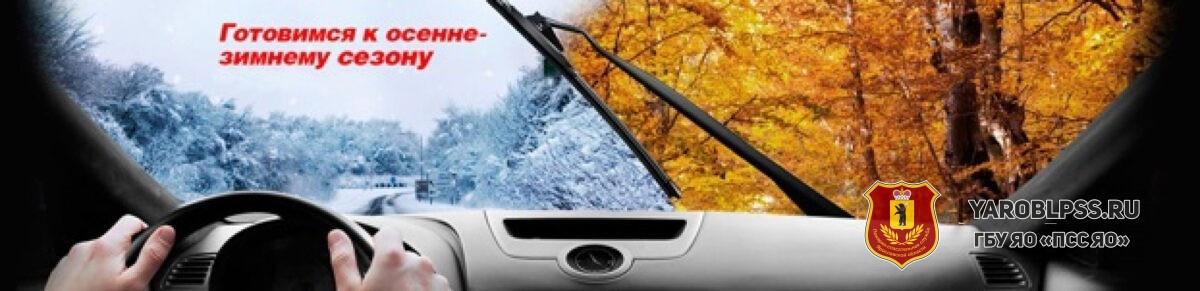 Готовимся к осенне-
зимнему сезону
YAROBLPSS.RU
ГБУ ЯО «ПСС ЯО»